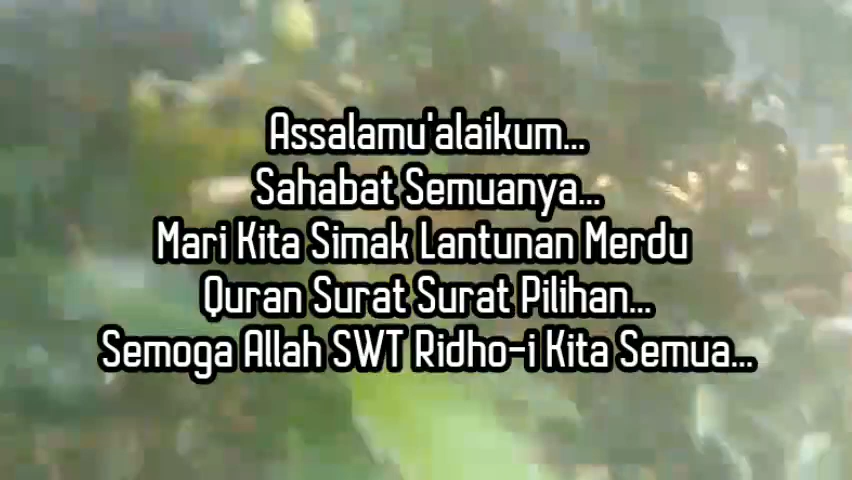 Assalamu'alaikum...
Sahabat Semuanya...
Mari Kita Simak Lantunan Merdu
Quran Surat Surat Pilihan...
Semoga Allah SWT Ridho-i Kita Semua...